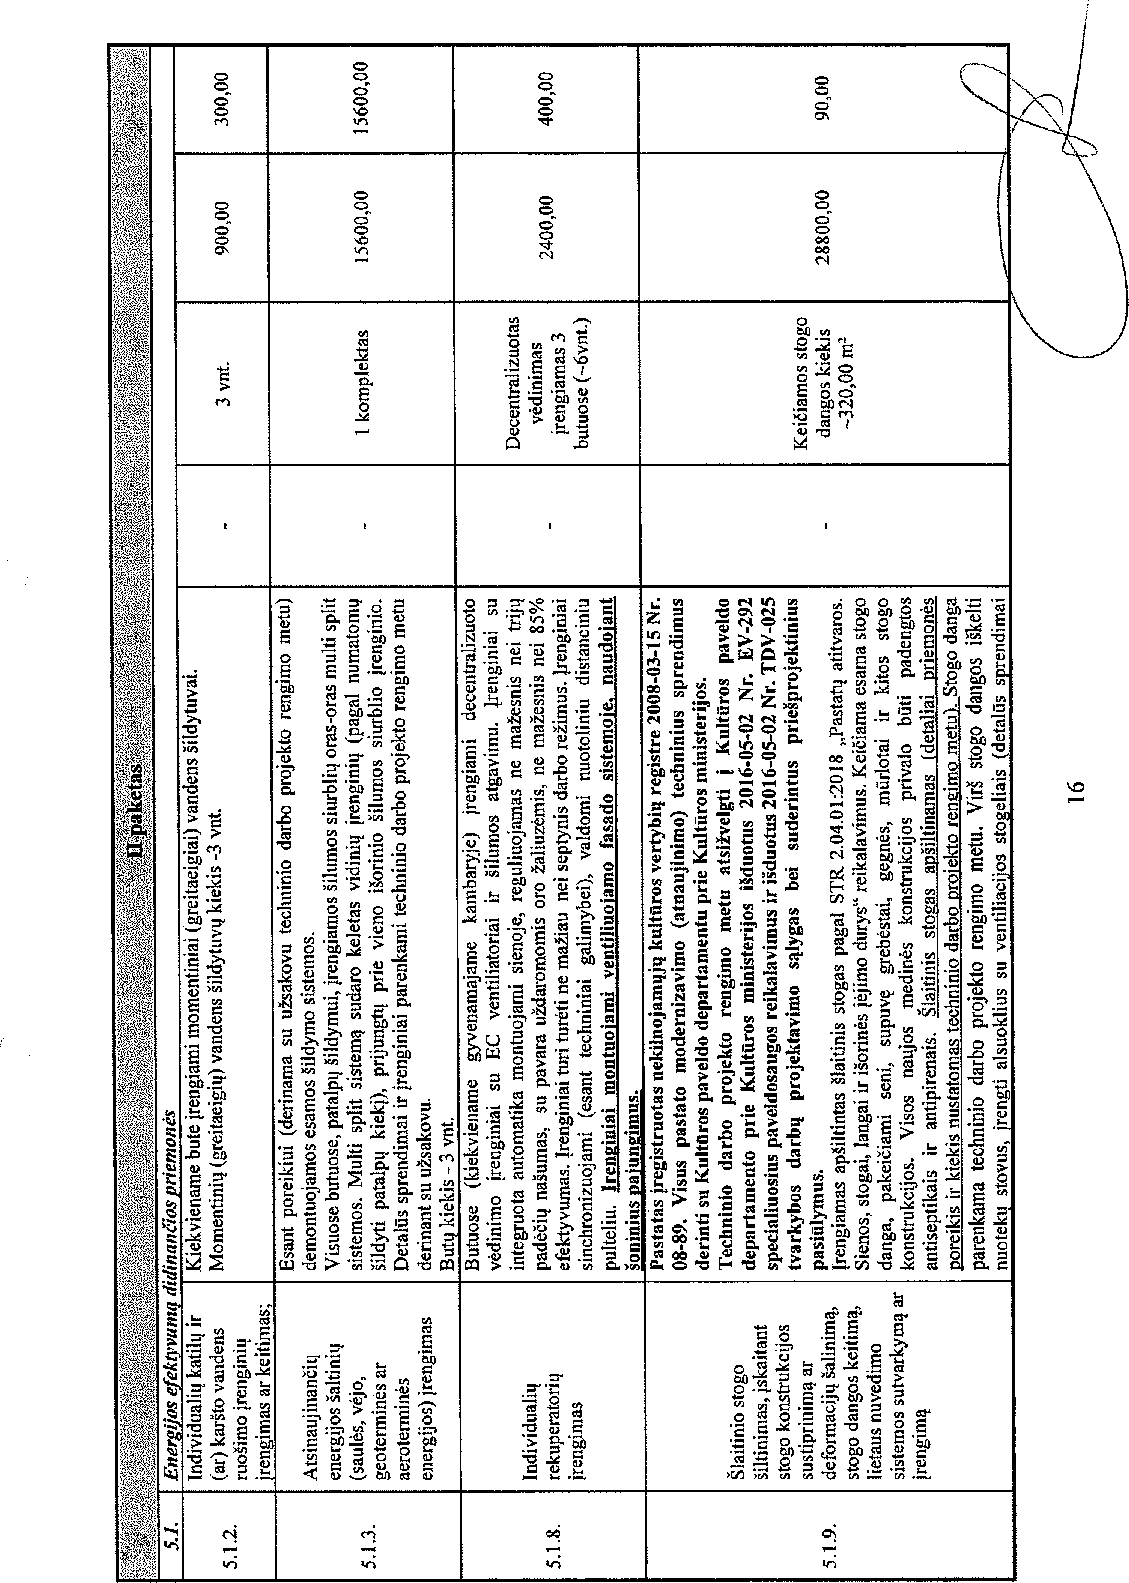 II paketas
5.1. Energijos efektyvumą didinančios priemonės
5.1.2.
Individualių katilų ir
(ar) karšto vandens
ruošimo įrenginių
įrengimas ar keitimas;
Kiekviename bute įrengiami momentiniai (greitaeigiai) vandens šildytuvai.
Momentinių (greitaeigių) vandens šildytuvų kiekis -3 vnt.
-
3 vnt.
900,00
300,00
5.1.3.
Atsinaujinančių
energijos šaltinių
(saulės, vėjo,
geoterminės ar
aeroterminės
energijos) įrengimas
Esant poreikiui (derinama su užsakovu techninio darbo projekto rengimo metu)
demontuojamos esamos šildymo sistemos.
Visuose butuose, patalpų šildymui, įrengiamos šilumos siurblių oras-oras multi split
sistemos. Multi split sistemą sudaro keletas vidinių įrenginių (pagal numatomų
šildyti patalpų kiekį), prijungtų prie vieno išorinio šilumos siurblio įrenginio.
Detalūs sprendimai ir įrenginiai parenkami techninio darbo projekto rengimo metu
derinant su užsakovu.
Butų kiekis - 3 vnt.
-
1 komplektas
15600,00
15600,00
5.1.8.
Individualių
rekuperatorių
įrengimas
Butuose (kiekviename gyvenamajame kambaryje) įrengiami decentralizuoto
vėdinimo įrenginiai su EC ventiliatoriai ir šilumos atgavimu. Įrenginiai su
integruota automatika montuojami sienoje, reguliuojamas ne mažesnis nei trijų
padėčių našumas, su pavara uždaromomis oro žaliuzėmis, ne mažesnis nei 85%
efektyvumas. Įrenginiai turi turėti ne mažiau nei septynis darbo režimus. Įrenginiai
sinchronizuojami (esant techniniai galimybei), valdomi nuotoliniu distanciniu
pulteliu. Įrengiai montuojami ventiliuojamo fasado sistemoje, naudojant
šoninius pajungimus.
-
Decentralizuotas
vėdinimas
įrengiamas 3
butuose (~6vnt.)
2400,00
400,00
5.1.9.
Šlaitinio stogo
šiltinimas, įskaitant
stogo konstrukcijos
sustiprinimą ar
deformacijų šalinimą,
stogo dangos keitimą,
lietaus nuvedimo
sistemos sutvarkymą ar
įrengimą
Pastatas įregistruotas nekilnojamųjų kultūros vertybių registre 2008-03-15 Nr.
08-89. Visus pastato modernizavimo (atnaujinimo) techninius sprendimus
derinti su Kultūros paveldo departamentu prie Kultūros ministerijos.
Techninio darbo projekto rengimo metu atsižvelgti į Kultūros paveldo
departamento prie Kultūros ministerijos išduotus 2016-05-02 Nr. EV-292
specialiuosius paveldosaugos reikalavimus ir išduotus 2016-05-02 Nr. TDV-025
tvarkybos darbų projektavimo sąlygas bei suderintus priešprojektinius
pasiūlymus.
Įrengiamas apšiltintas šlaitinis stogas pagal STR 2.04.01:2018 „Pastatų atitvaros.
Sienos, stogai, langai ir išorinės įėjimo durys“ reikalavimus. Keičiama esama stogo
danga, pakeičiami seni, supuvę grebėstai, gegnės, mūrlotai ir kitos stogo
konstrukcijos. Visos naujos medinės konstrukcijos privalo būti padengtos
antiseptikais ir antipirenais. Šlaitinis stogas apšiltinamas (detaliai priemonės
poreikis ir kiekis nustatomas techninio darbo projekto rengimo metu). Stogo danga
parenkama techninio darbo projekto rengimo metu. Virš stogo dangos iškelti
nuotekų stovus, įrengti alsuoklius su ventiliacijos stogeliais (detalūs sprendimai
-
Keičiamos stogo
dangos kiekis
~320,00 m²
28800,00
90,00
16